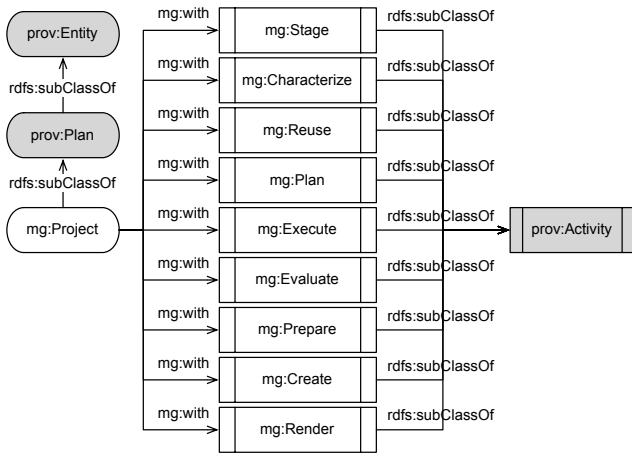 mg:with mg:Stage rdfs:subClassOf
prov:Entity
mg:with mg:Characterize rdfs:subClassOf
rdfs:subClassOf
mg:with mg:Reuse rdfs:subClassOf
prov:Plan
mg:with mg:Plan rdfs:subClassOf
rdfs:subClassOf
mg:Project
mg:with mg:Execute rdfs:subClassOf
prov:Activity
mg:with mg:Evaluate rdfs:subClassOf
mg:with mg:Prepare rdfs:subClassOf
mg:with mg:Create rdfs:subClassOf
mg:with mg:Render rdfs:subClassOf